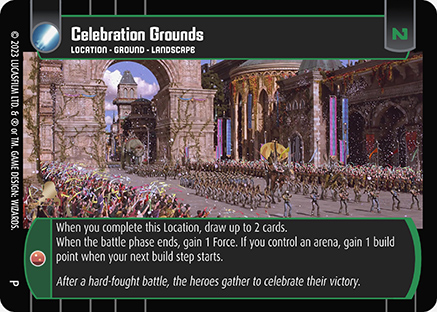 Celebration Grounds
LOCATION • GROUND • LANDSCAPE
N
© 2023 LUCASFILM LTD. & ® or TM. GAME DESIGN: WIZARDS.
When you complete this Location, draw up to 2 cards.
When the battle phase ends, gain 1 Force. If you control an arena, gain 1 build
point when your next build step starts.
After a hard-fought battle, the heroes gather to celebrate their victory.
P